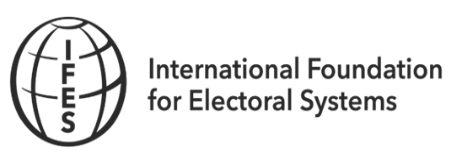 IFES
International Foundation
for Electoral Systems